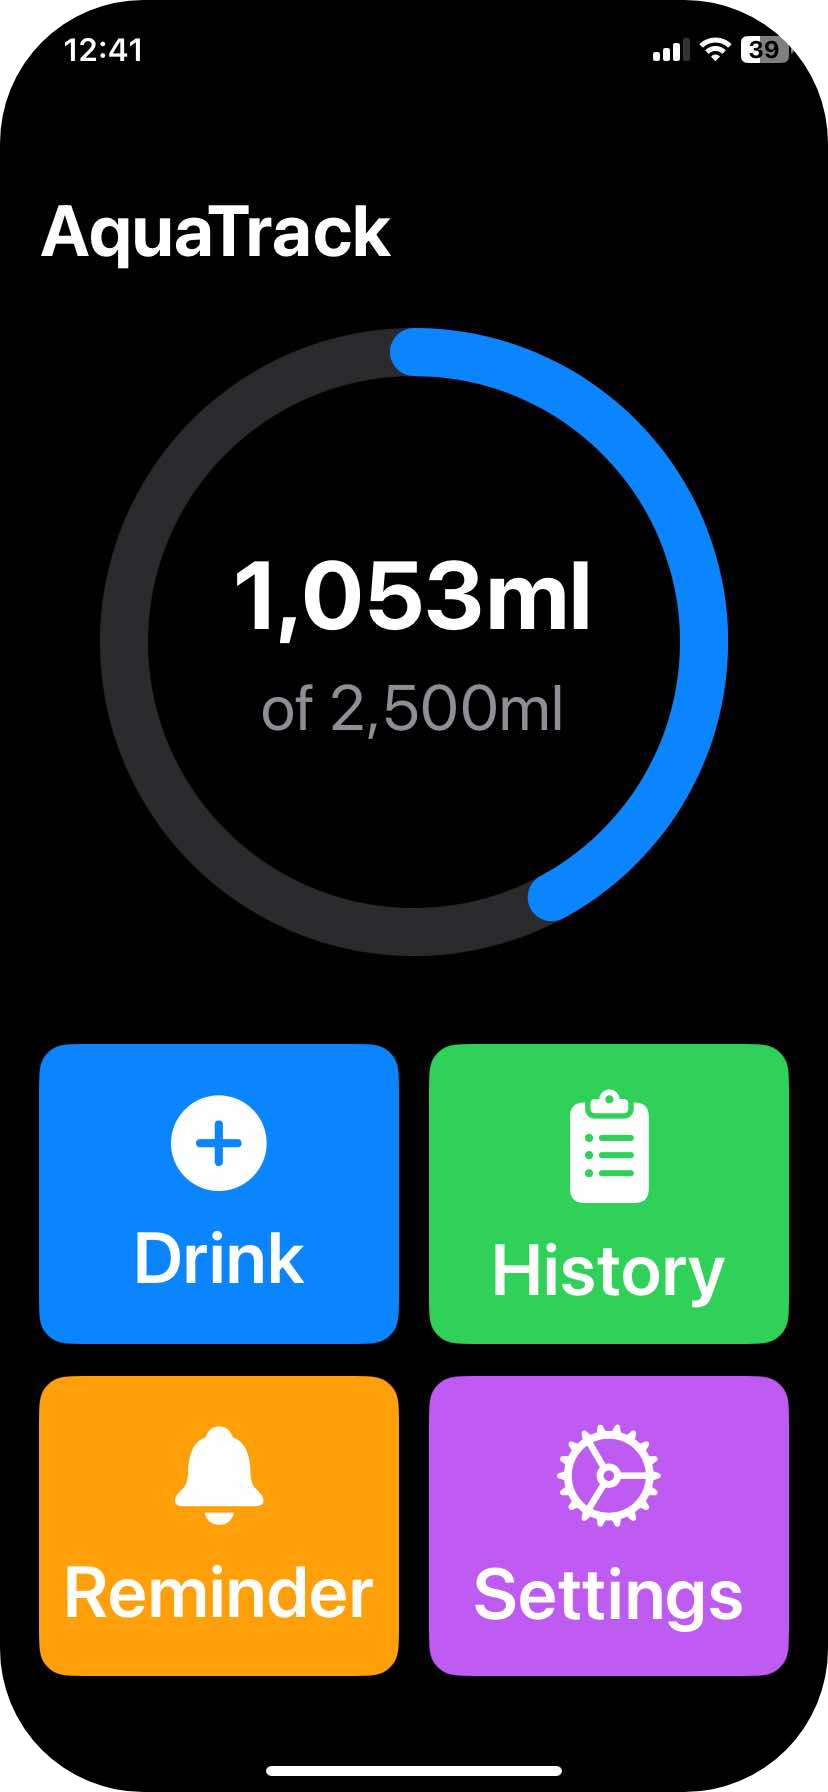 12:41
39
AquaTrack
1,053ml
of 2,500ml
Drink
History
Reminder
Settings